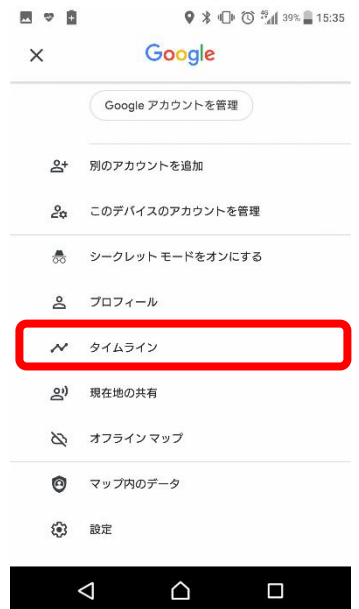 39% 15:35
Google
Google アカウントを管理
別のアカウントを追加
このデバイスのアカウントを管理
シークレット モードをオンにする
プロフィール
タイムライン
現在地の共有
オフライン マップ
マップ内のデータ
設定